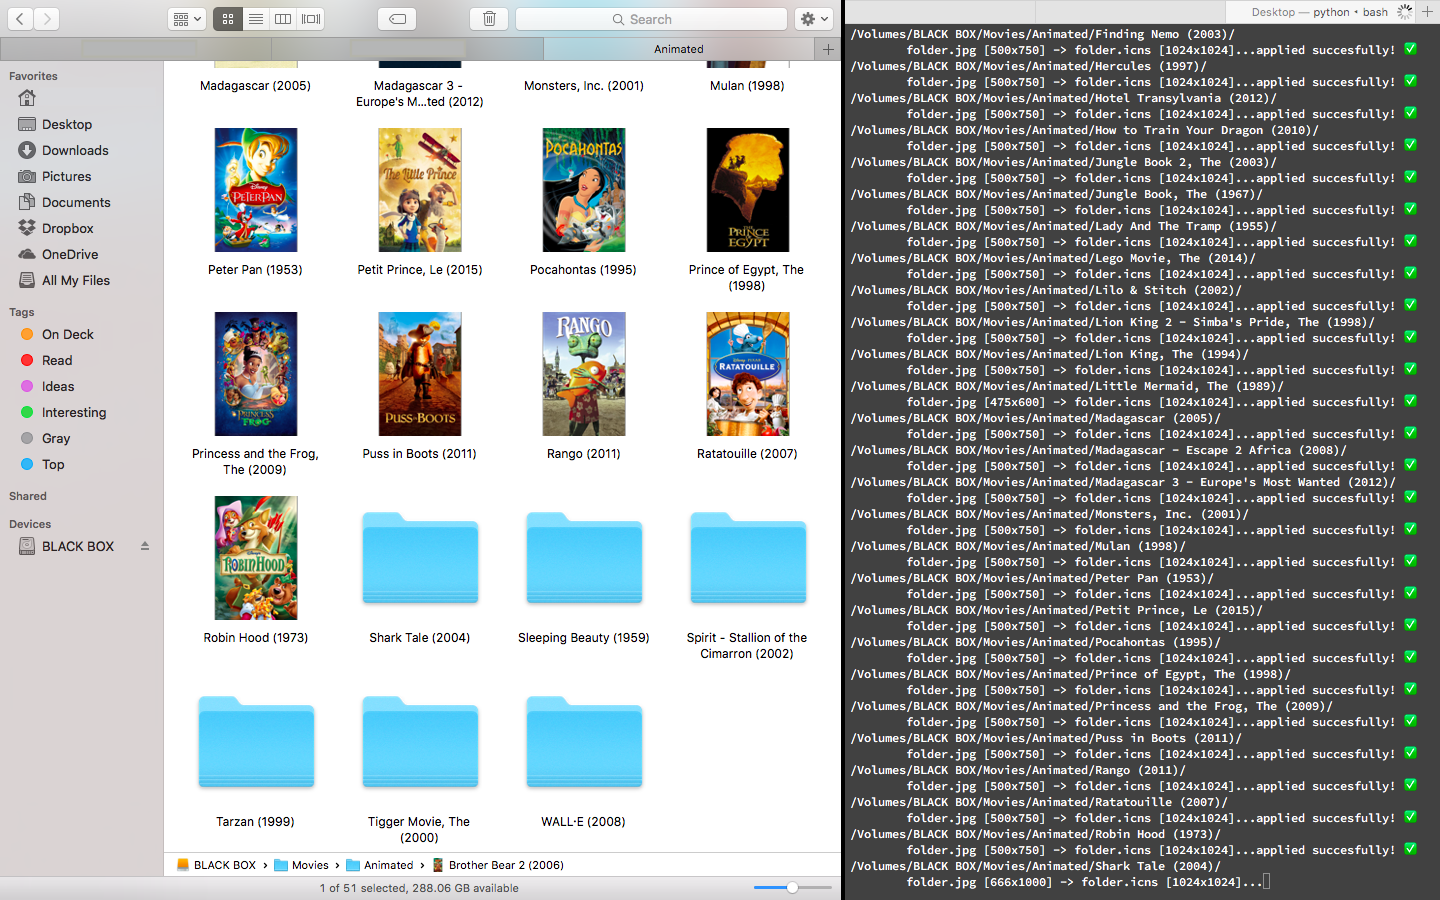 Search
Desktop — python • bash
Animated
Favorites
Desktop
Downloads
Pictures
Documents
Dropbox
OneDrive
All My Files
Tags
On Deck
Read
Ideas
Interesting
Gray
Top
Shared
Devices
BLACK BOX
Madagascar (2005)
Madagascar 3 -
Europe's M...ted (2012)
Monsters, Inc. (2001)
Mulan (1998)
Disney
PETER PAN
The Little Prince
POCAHONTAS
THE
PRINCE
OF
EGYPT
Peter Pan (1953)
Petit Prince, Le (2015)
Pocahontas (1995)
Prince of Egypt, The
(1998)
PRINCESS
FROG
PUSS IN BOOTS
RANGO
RATATOUILLE
Princess and the Frog,
The (2009)
Puss in Boots (2011)
Rango (2011)
Ratatouille (2007)
ROBIN HOOD
Robin Hood (1973)
Shark Tale (2004)
Sleeping Beauty (1959)
Spirit - Stallion of the
Cimarron (2002)
Tarzan (1999)
Tigger Movie, The
(2000)
WALL·E (2008)
BLACK BOX › Movies › Animated › Brother Bear 2 (2006)
1 of 51 selected, 288.06 GB available
/Volumes/BLACK BOX/Movies/Animated/Finding Nemo (2003)/
folder.jpg [500x750] -> folder.icns [1024x1024]...applied succesfully! ✅
/Volumes/BLACK BOX/Movies/Animated/Hercules (1997)/
folder.jpg [500x750] -> folder.icns [1024x1024]...applied succesfully! ✅
/Volumes/BLACK BOX/Movies/Animated/Hotel Transylvania (2012)/
folder.jpg [500x750] -> folder.icns [1024x1024]...applied succesfully! ✅
/Volumes/BLACK BOX/Movies/Animated/How to Train Your Dragon (2010)/
folder.jpg [500x750] -> folder.icns [1024x1024]...applied succesfully! ✅
/Volumes/BLACK BOX/Movies/Animated/Jungle Book 2, The (2003)/
folder.jpg [500x750] -> folder.icns [1024x1024]...applied succesfully! ✅
/Volumes/BLACK BOX/Movies/Animated/Jungle Book, The (1967)/
folder.jpg [500x750] -> folder.icns [1024x1024]...applied succesfully! ✅
/Volumes/BLACK BOX/Movies/Animated/Lady And The Tramp (1955)/
folder.jpg [500x750] -> folder.icns [1024x1024]...applied succesfully! ✅
/Volumes/BLACK BOX/Movies/Animated/Lego Movie, The (2014)/
folder.jpg [500x750] -> folder.icns [1024x1024]...applied succesfully! ✅
/Volumes/BLACK BOX/Movies/Animated/Lilo & Stitch (2002)/
folder.jpg [500x750] -> folder.icns [1024x1024]...applied succesfully! ✅
/Volumes/BLACK BOX/Movies/Animated/Lion King 2 - Simba's Pride, The (1998)/
folder.jpg [500x750] -> folder.icns [1024x1024]...applied succesfully! ✅
/Volumes/BLACK BOX/Movies/Animated/Lion King, The (1994)/
folder.jpg [500x750] -> folder.icns [1024x1024]...applied succesfully! ✅
/Volumes/BLACK BOX/Movies/Animated/Little Mermaid, The (1989)/
folder.jpg [475x600] -> folder.icns [1024x1024]...applied succesfully! ✅
/Volumes/BLACK BOX/Movies/Animated/Madagascar (2005)/
folder.jpg [500x750] -> folder.icns [1024x1024]...applied succesfully! ✅
/Volumes/BLACK BOX/Movies/Animated/Madagascar - Escape 2 Africa (2008)/
folder.jpg [500x750] -> folder.icns [1024x1024]...applied succesfully! ✅
/Volumes/BLACK BOX/Movies/Animated/Madagascar 3 - Europe's Most Wanted (2012)/
folder.jpg [500x750] -> folder.icns [1024x1024]...applied succesfully! ✅
/Volumes/BLACK BOX/Movies/Animated/Monsters, Inc. (2001)/
folder.jpg [500x750] -> folder.icns [1024x1024]...applied succesfully! ✅
/Volumes/BLACK BOX/Movies/Animated/Mulan (1998)/
folder.jpg [500x750] -> folder.icns [1024x1024]...applied succesfully! ✅
/Volumes/BLACK BOX/Movies/Animated/Peter Pan (1953)/
folder.jpg [500x750] -> folder.icns [1024x1024]...applied succesfully! ✅
/Volumes/BLACK BOX/Movies/Animated/Petit Prince, Le (2015)/
folder.jpg [500x750] -> folder.icns [1024x1024]...applied succesfully! ✅
/Volumes/BLACK BOX/Movies/Animated/Pocahontas (1995)/
folder.jpg [500x750] -> folder.icns [1024x1024]...applied succesfully! ✅
/Volumes/BLACK BOX/Movies/Animated/Prince of Egypt, The (1998)/
folder.jpg [500x750] -> folder.icns [1024x1024]...applied succesfully! ✅
/Volumes/BLACK BOX/Movies/Animated/Princess and the Frog, The (2009)/
folder.jpg [500x750] -> folder.icns [1024x1024]...applied succesfully! ✅
/Volumes/BLACK BOX/Movies/Animated/Puss in Boots (2011)/
folder.jpg [500x750] -> folder.icns [1024x1024]...applied succesfully! ✅
/Volumes/BLACK BOX/Movies/Animated/Rango (2011)/
folder.jpg [500x750] -> folder.icns [1024x1024]...applied succesfully! ✅
/Volumes/BLACK BOX/Movies/Animated/Ratatouille (2007)/
folder.jpg [500x750] -> folder.icns [1024x1024]...applied succesfully! ✅
/Volumes/BLACK BOX/Movies/Animated/Robin Hood (1973)/
folder.jpg [500x750] -> folder.icns [1024x1024]...applied succesfully! ✅
/Volumes/BLACK BOX/Movies/Animated/Shark Tale (2004)/
folder.jpg [666x1000] -> folder.icns [1024x1024]...